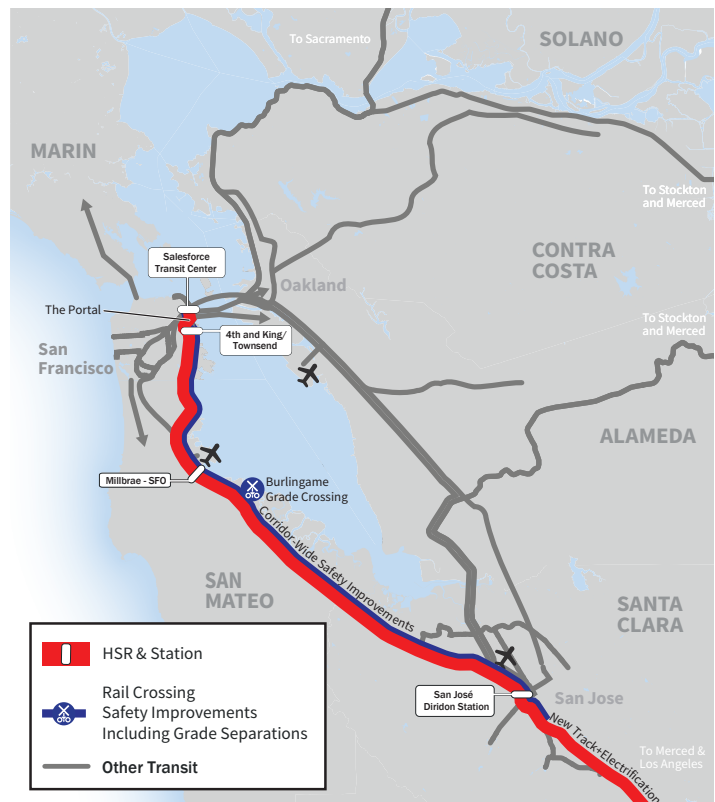 To Sacramento
SOLANO
MARIN
To Stockton
and Merced
Salesforce
Transit Center
CONTRA
COSTA
Oakland
The Portal
4th and King/
Townsend
To Stockton
and Merced
San
Francisco
ALAMEDA
Millbrae - SFO
Burlingame
Grade Crossing
Corridor-Wide Safety Improvements
SAN
MATEO
SANTA
CLARA
San José
Diridon Station
San Jose
New Track+Electrification
To Merced &
Los Angeles
HSR & Station
Rail Crossing
Safety Improvements
Including Grade Separations
Other Transit